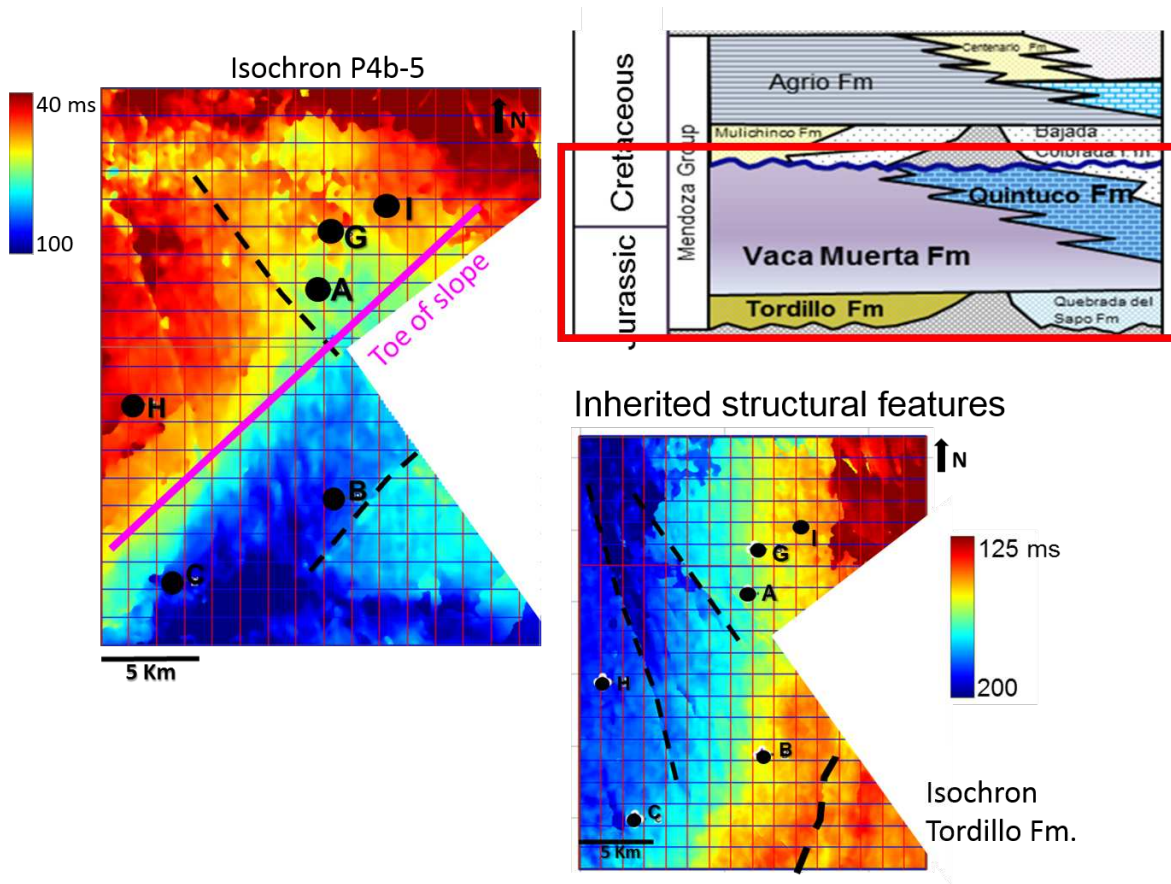 Isochron P4b-5
40 ms
100
N
I
G
A
Toe of slope
H
B
C
5 Km
Cretaceous
Jurassic
Mendoza Group
Centenario Fm
Agrio Fm
Mulichinco Fm
Bajada
Colorada Fm.
Quintuco Fm
Vaca Muerta Fm
Tordillo Fm
Quebrada del
Sapo Fm
Inherited structural features
N
I
G
A
H
B
C
5 Km
125 ms
200
Isochron
Tordillo Fm.